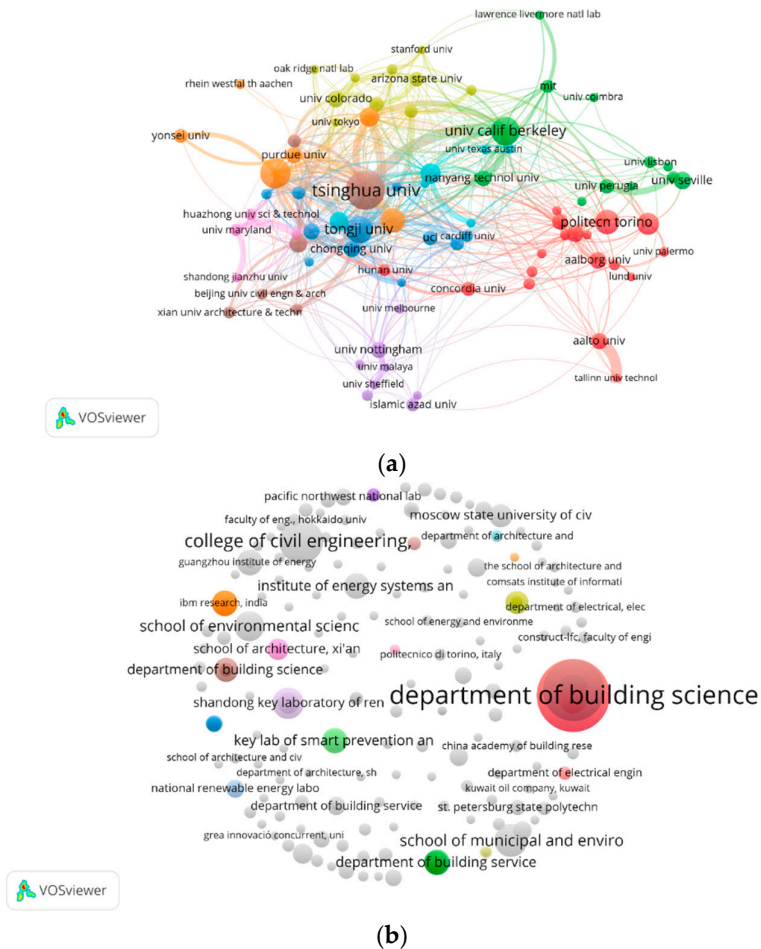 lawrence livermore natl lab
stanford univ
oak ridge natl lab
arizona state univ
rhein westfal th aachen
mit
univ coimbra
univ colorado
univ tokyo
yonsei univ
univ calif berkeley
univ texas austin
purdue univ
univ lisbon
nanyang technol univ
univ seville
tsinghua univ
univ perugia
huazhong univ sci & technol
politecn torino
univ maryland
tongji univ
uci cardiff univ
chongqing univ
univ palermo
aalborg univ
hunan univ
shandong jianzhu univ
lund univ
concordia univ
beijing univ civil engn & arch
univ melbourne
xian univ architecture & techn
aalto univ
univ nottingham
univ malaya
tallinn univ technol
univ sheffield
islamic azad univ
VOSviewer
(a)
pacific northwest national lab
faculty of eng., hokkaido univ
moscow state university of civ
college of civil engineering,
department of architecture and
guangzhou institute of energy
the school of architecture and
institute of energy systems an
comsats institute of informati
ibm research, india
department of electrical, elec
school of environmental scienc
school of energy and environme
construct-lfc, faculty of engi
school of architecture, xi'an
politecnico di torino, italy
department of building science
department of building science
shandong key laboratory of ren
key lab of smart prevention an
china academy of building rese
school of architecture and civ
department of architecture, sh
department of electrical engin
national renewable energy labo
kuwait oil company, kuwait
department of building service
st. petersburg state polytechn
grea innovació concurrent, uni
school of municipal and enviro
department of building service
VOSviewer
(b)